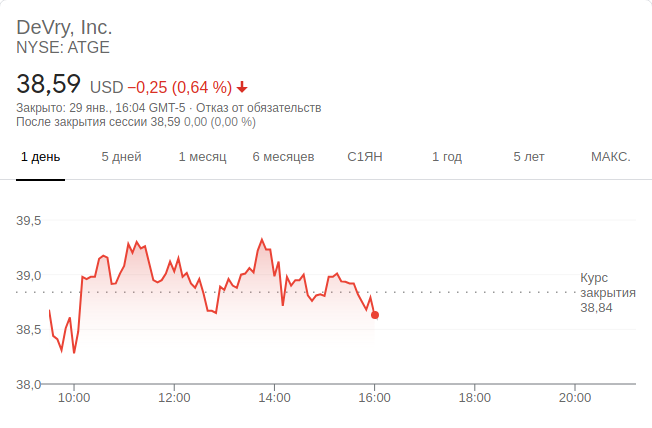 DeVry, Inc.
NYSE: ATGE
38,59 USD −0,25 (0,64 %)
Закрыто: 29 янв., 16:04 GMT-5 · Отказ от обязательств
После закрытия сессии 38,59 0,00 (0,00 %)
1 день 5 дней 1 месяц 6 месяцев С1ЯН 1 год 5 лет МАКС.
39,5
39,0
Курс
закрытия
38,84
38,5
38,0
10:00 12:00 14:00 16:00 18:00 20:00